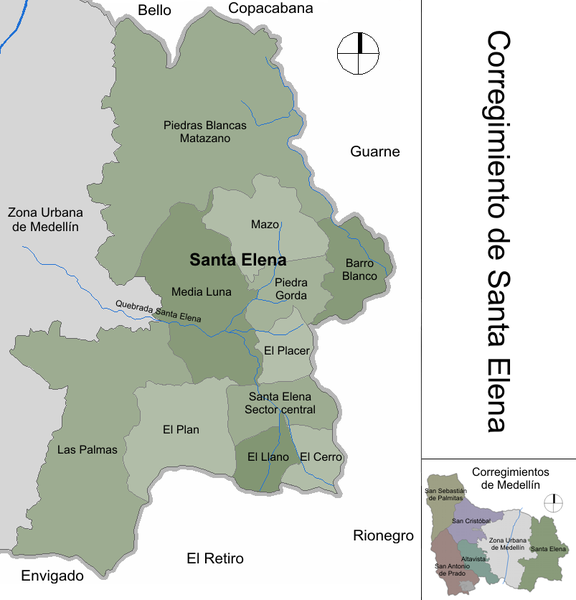 Bello
Copacabana
Piedras Blancas
Matazano
Guarne
Zona Urbana
de Medellín
Mazo
Santa Elena
Barro
Blanco
Media Luna
Piedra
Gorda
Quebrada Santa Elena
El Placer
Santa Elena
Sector central
El Plan
Las Palmas
El Llano
El Cerro
Rionegro
El Retiro
Envigado
Corregimiento de Santa Elena
Corregimientos
de Medellín
San Sebastián
de Palmitas
San Cristóbal
Zona Urbana
de Medellín
Santa Elena
Altavista
San Antonio
de Prado